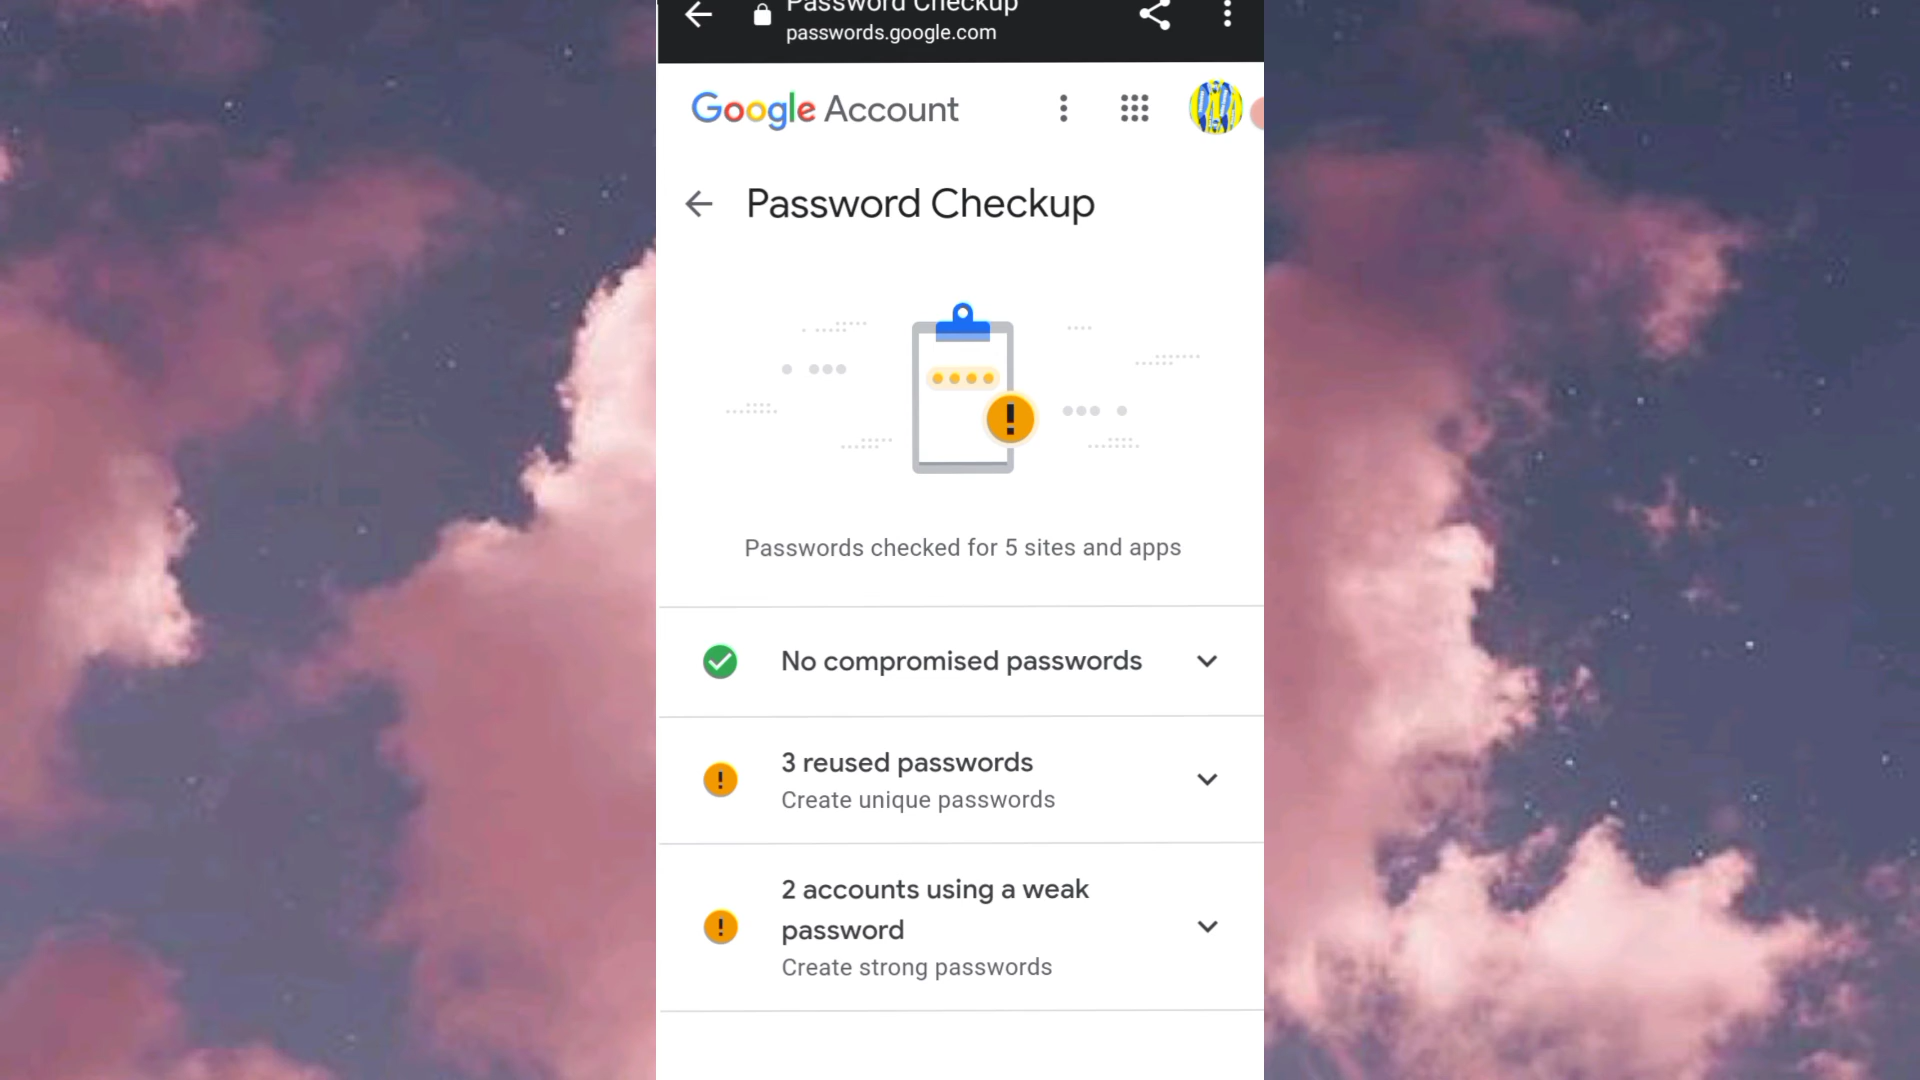 Password Checkup
passwords.google.com
Google Account
Password Checkup
Passwords checked for 5 sites and apps
No compromised passwords
3 reused passwords
Create unique passwords
2 accounts using a weak
password
Create strong passwords